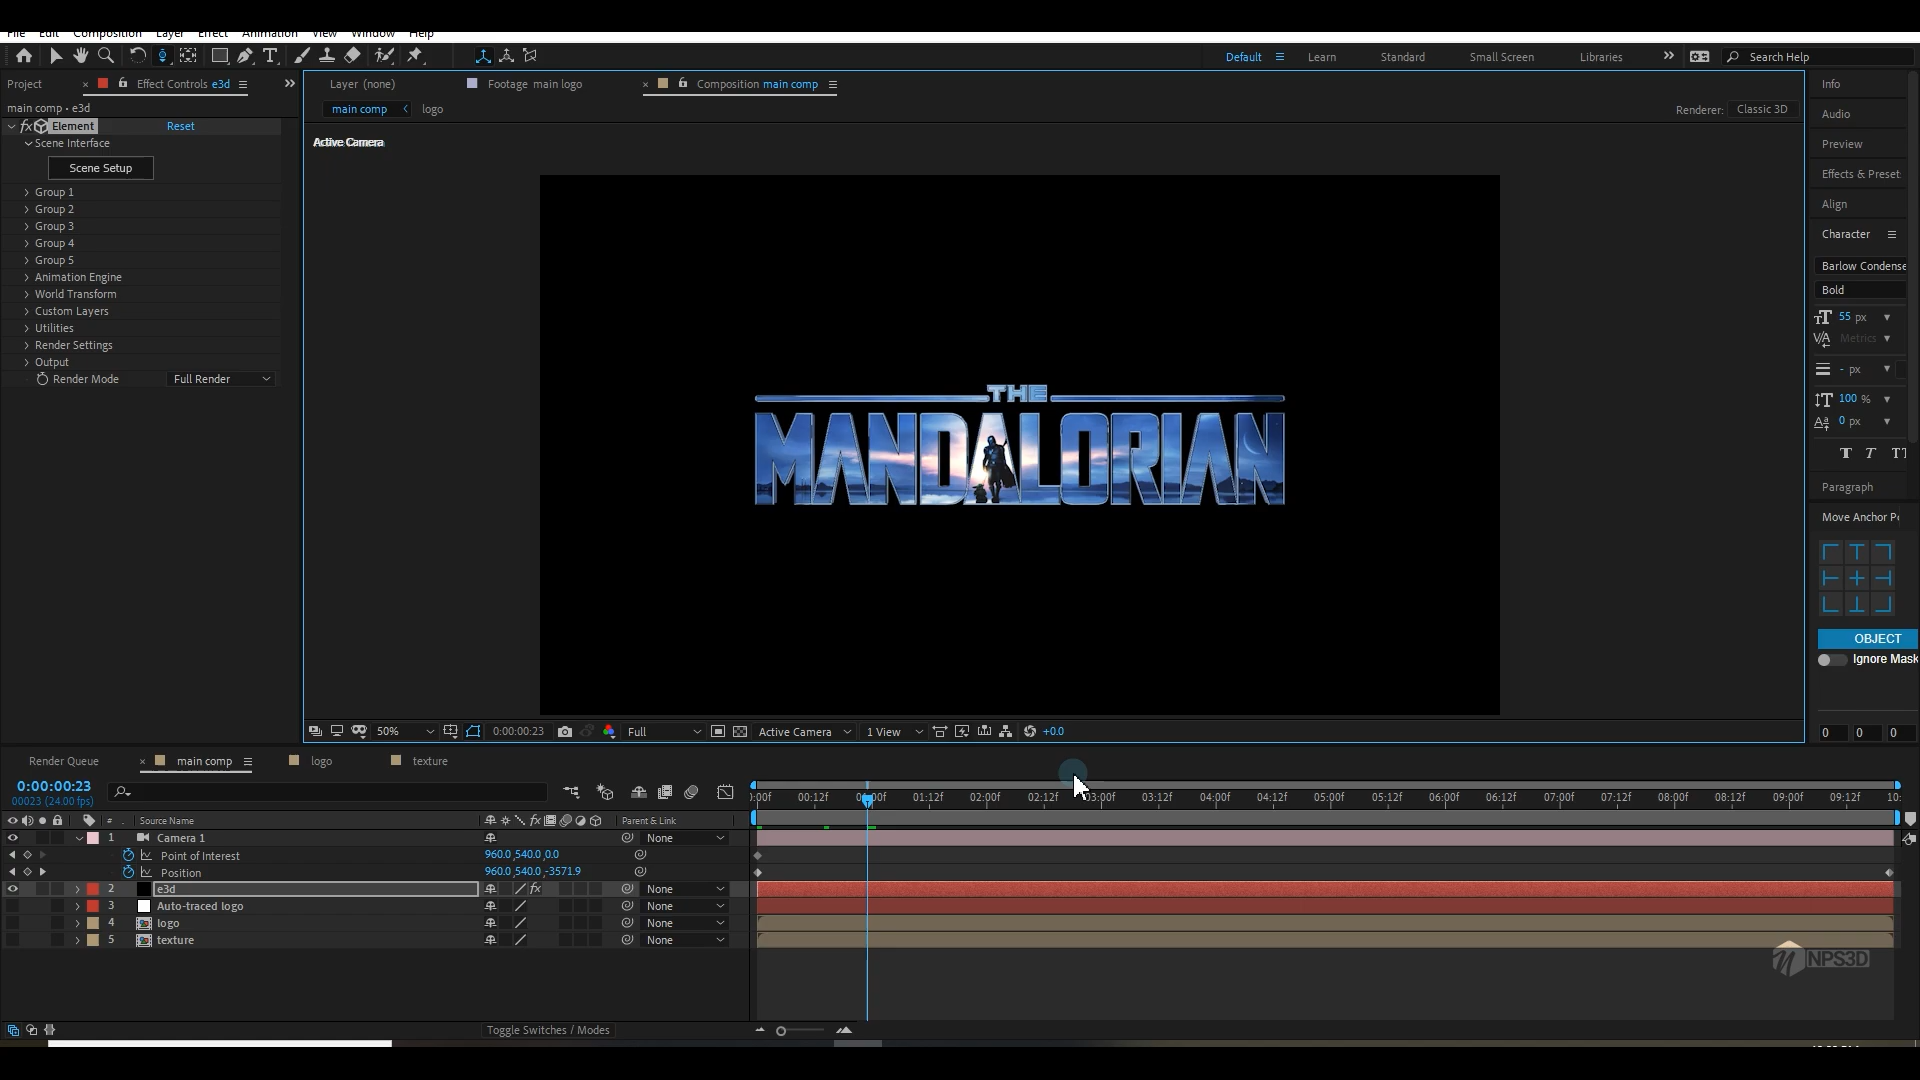 File Edit Composition Layer Effect Animation View Window Help
Default Learn Standard Small Screen Libraries Search Help
Project Effect Controls e3d Layer (none) Footage main logo Composition main comp Info
main comp • e3d main comp logo Renderer: Classic 3D Audio
fx Element Reset
Active Camera
Scene Interface Preview
Scene Setup Effects & Preset
Group 1
Group 2 Align
Group 3
Group 4 Character
Group 5
Animation Engine Barlow Condense
World Transform Bold
Custom Layers 55 px
Utilities
Render Settings Metrics
Output - px
Render Mode Full Render
THE
MANDALORIAN
100 %
0 px
T T TT
Paragraph
Move Anchor P
OBJECT
Ignore Mask
50% 0:00:00:23 Full Active Camera 1 View +0.0 0 0 0
Render Queue main comp logo texture
0:00:00:23
00023 (24.00 fps)
:00f 00:12f 01:12f 02:00f 02:12f 03:00f 03:12f 04:00f 04:12f 05:00f 05:12f 06:00f 06:12f 07:00f 07:12f 08:00f 08:12f 09:00f 09:12f 10:
# Source Name fx Parent & Link
1 Camera 1 None
Point of Interest 960.0,540.0,0.0
Position 960.0,540.0,-3571.9
2 e3d fx None
3 Auto-traced logo None
4 logo None
5 texture None
NPS3D
Toggle Switches / Modes